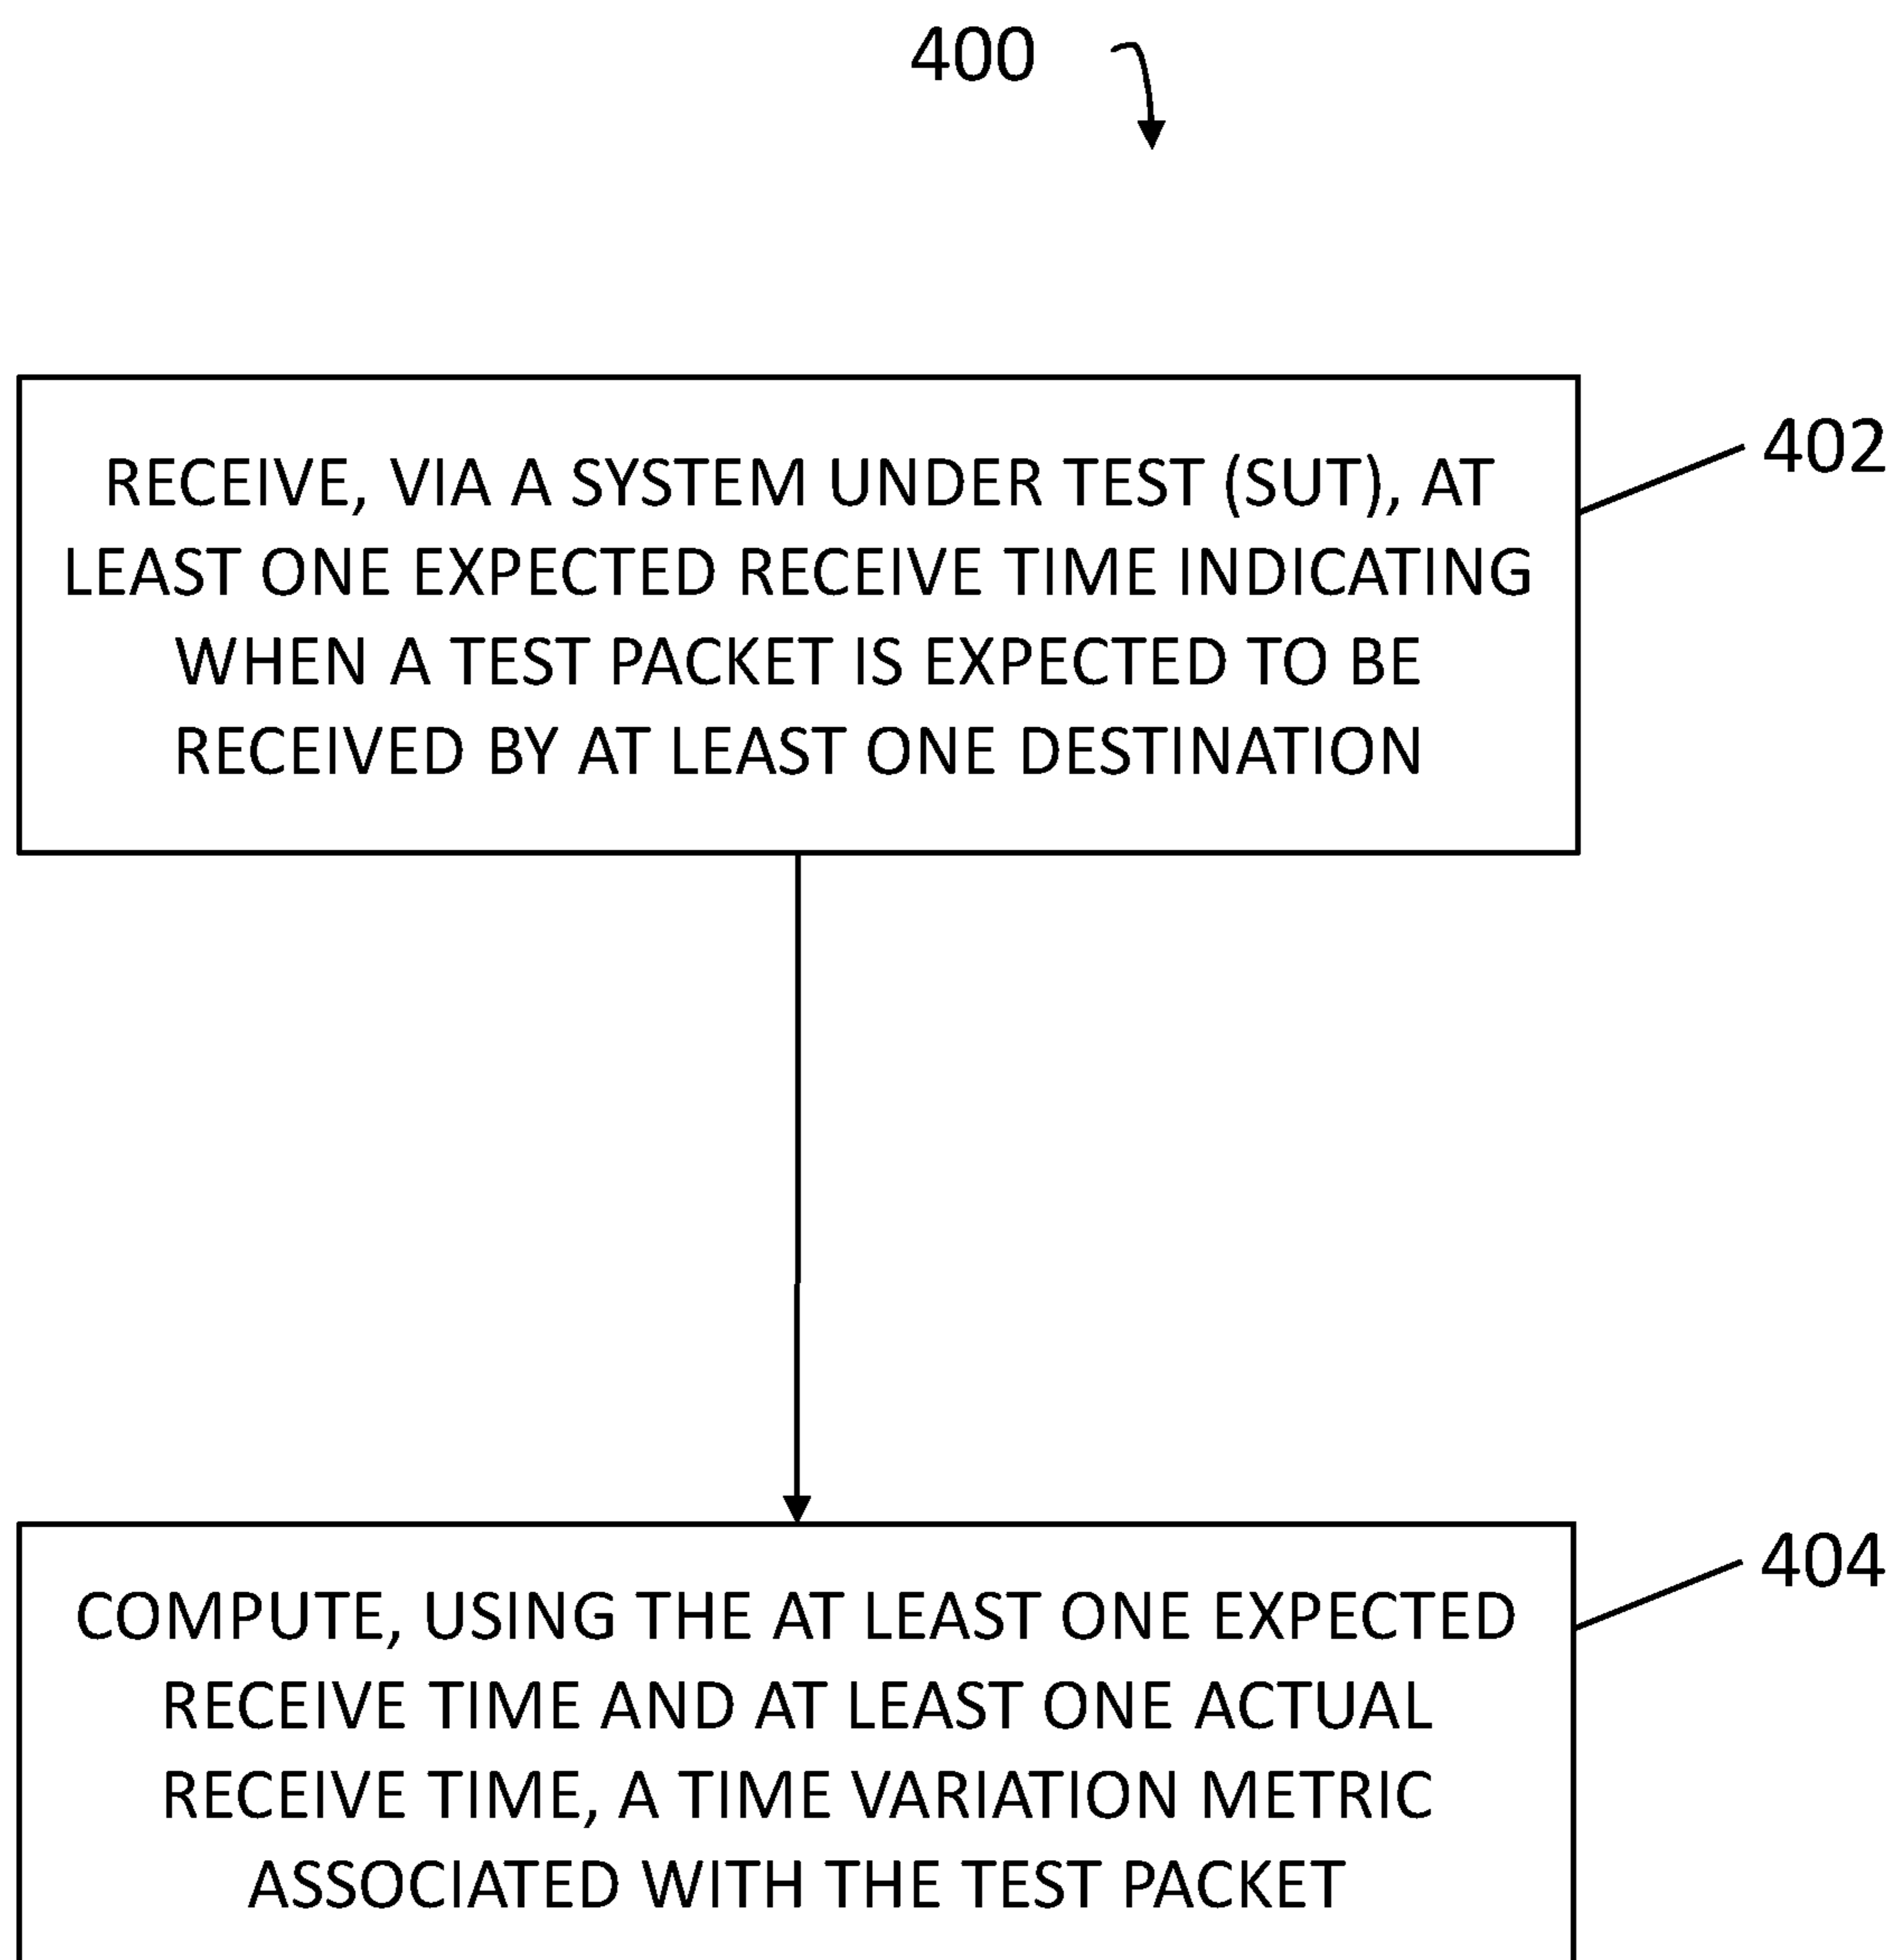 400
RECEIVE, VIA A SYSTEM UNDER TEST (SUT), AT
LEAST ONE EXPECTED RECEIVE TIME INDICATING
WHEN A TEST PACKET IS EXPECTED TO BE
RECEIVED BY AT LEAST ONE DESTINATION
402
COMPUTE, USING THE AT LEAST ONE EXPECTED
RECEIVE TIME AND AT LEAST ONE ACTUAL
RECEIVE TIME, A TIME VARIATION METRIC
ASSOCIATED WITH THE TEST PACKET
404